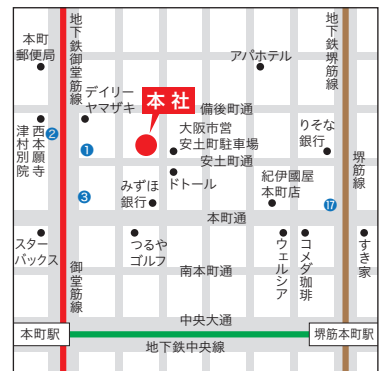 本町
郵便局
地下鉄御堂筋線
アパホテル
地下鉄堺筋線
デイリー
ヤマザキ
本社
備後町通
西本願寺
津村別院
2
1
大阪市営
安土町駐車場
安土町通
りそな
銀行
堺筋線
3
みずほ
銀行
ドトール
紀伊國屋
本町店
17
本町通
スター
バックス
御堂筋線
つるや
ゴルフ
南本町通
ウェルシア
コメダ珈琲
すき家
中央大通
本町駅
堺筋本町駅
地下鉄中央線